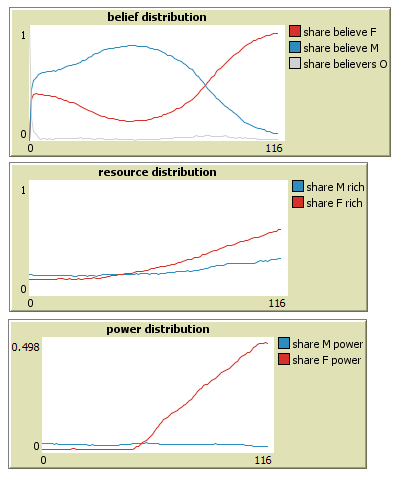 belief distribution
1
share believe F
share believe M
share believers O
0
0
116
resource distribution
1
share M rich
share F rich
0
0
116
power distribution
0.498
share M power
share F power
0
0
116